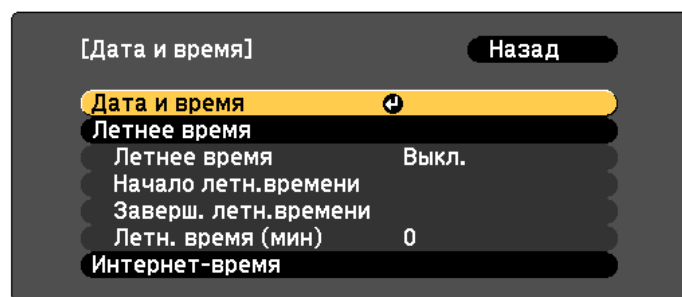 [Дата и время] Назад
Дата и время
Летнее время
Летнее время Выкл.
Начало летн.времени
Заверш. летн.времени
Летн. время (мин) 0
Интернет-время